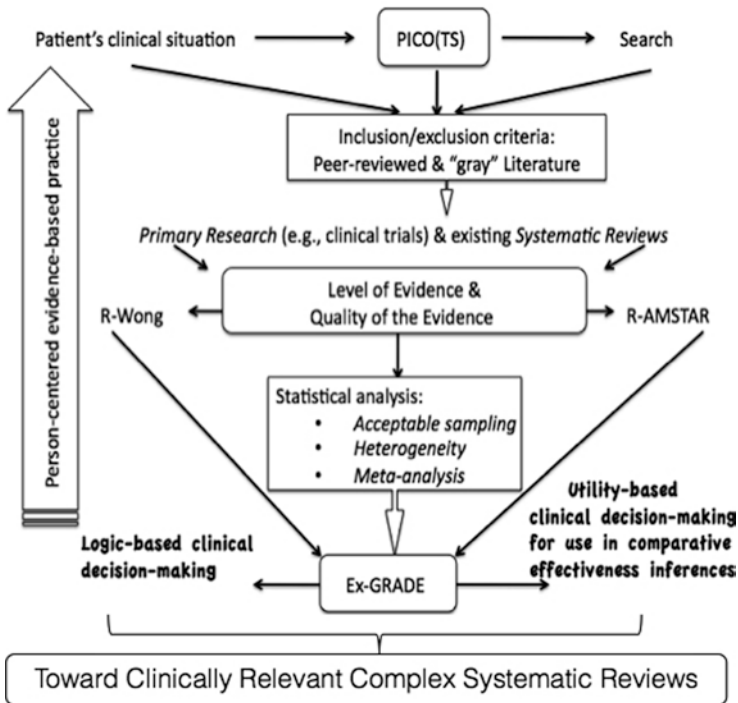 Patient's clinical situation
PICO(TS)
Search
Inclusion/exclusion criteria:
Peer-reviewed & "gray" Literature
Primary Research (e.g., clinical trials) & existing Systematic Reviews
Level of Evidence &
Quality of the Evidence
R-Wong
R-AMSTAR
Statistical analysis:
• Acceptable sampling
• Heterogeneity
• Meta-analysis
Person-centered evidence-based practice
Logic-based clinical
decision-making
Utility-based
clinical decision-making
for use in comparative
effectiveness inferences
Ex-GRADE
Toward Clinically Relevant Complex Systematic Reviews